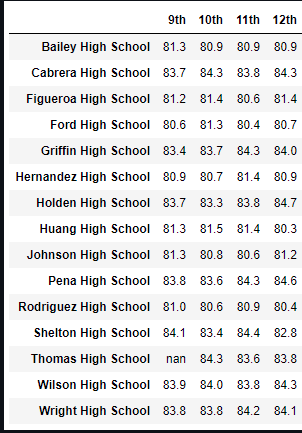 9th 10th 11th 12th
Bailey High School 81.3 80.9 80.9 80.9
Cabrera High School 83.7 84.3 83.8 84.3
Figueroa High School 81.2 81.4 80.6 81.4
Ford High School 80.6 81.3 80.4 80.7
Griffin High School 83.4 83.7 84.3 84.0
Hernandez High School 80.9 80.7 81.4 80.9
Holden High School 83.7 83.3 83.8 84.7
Huang High School 81.3 81.5 81.4 80.3
Johnson High School 81.3 80.8 80.6 81.2
Pena High School 83.8 83.6 84.3 84.6
Rodriguez High School 81.0 80.6 80.9 80.4
Shelton High School 84.1 83.4 84.4 82.8
Thomas High School nan 84.3 83.6 83.8
Wilson High School 83.9 84.0 83.8 84.3
Wright High School 83.8 83.8 84.2 84.1